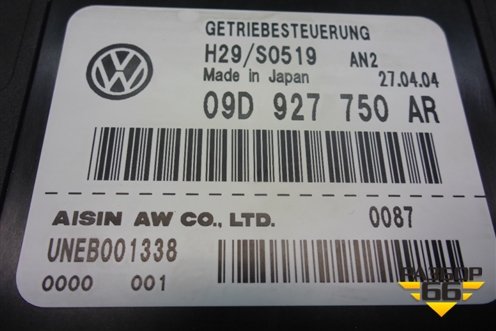 GETRIEBESTEUERUNG
H29/S0519 AN2
Made in Japan 27.04.04
09D 927 750 AR
AISIN AW CO., LTD. 0087
UNEB001338
0000 001
РАЗБОР
66